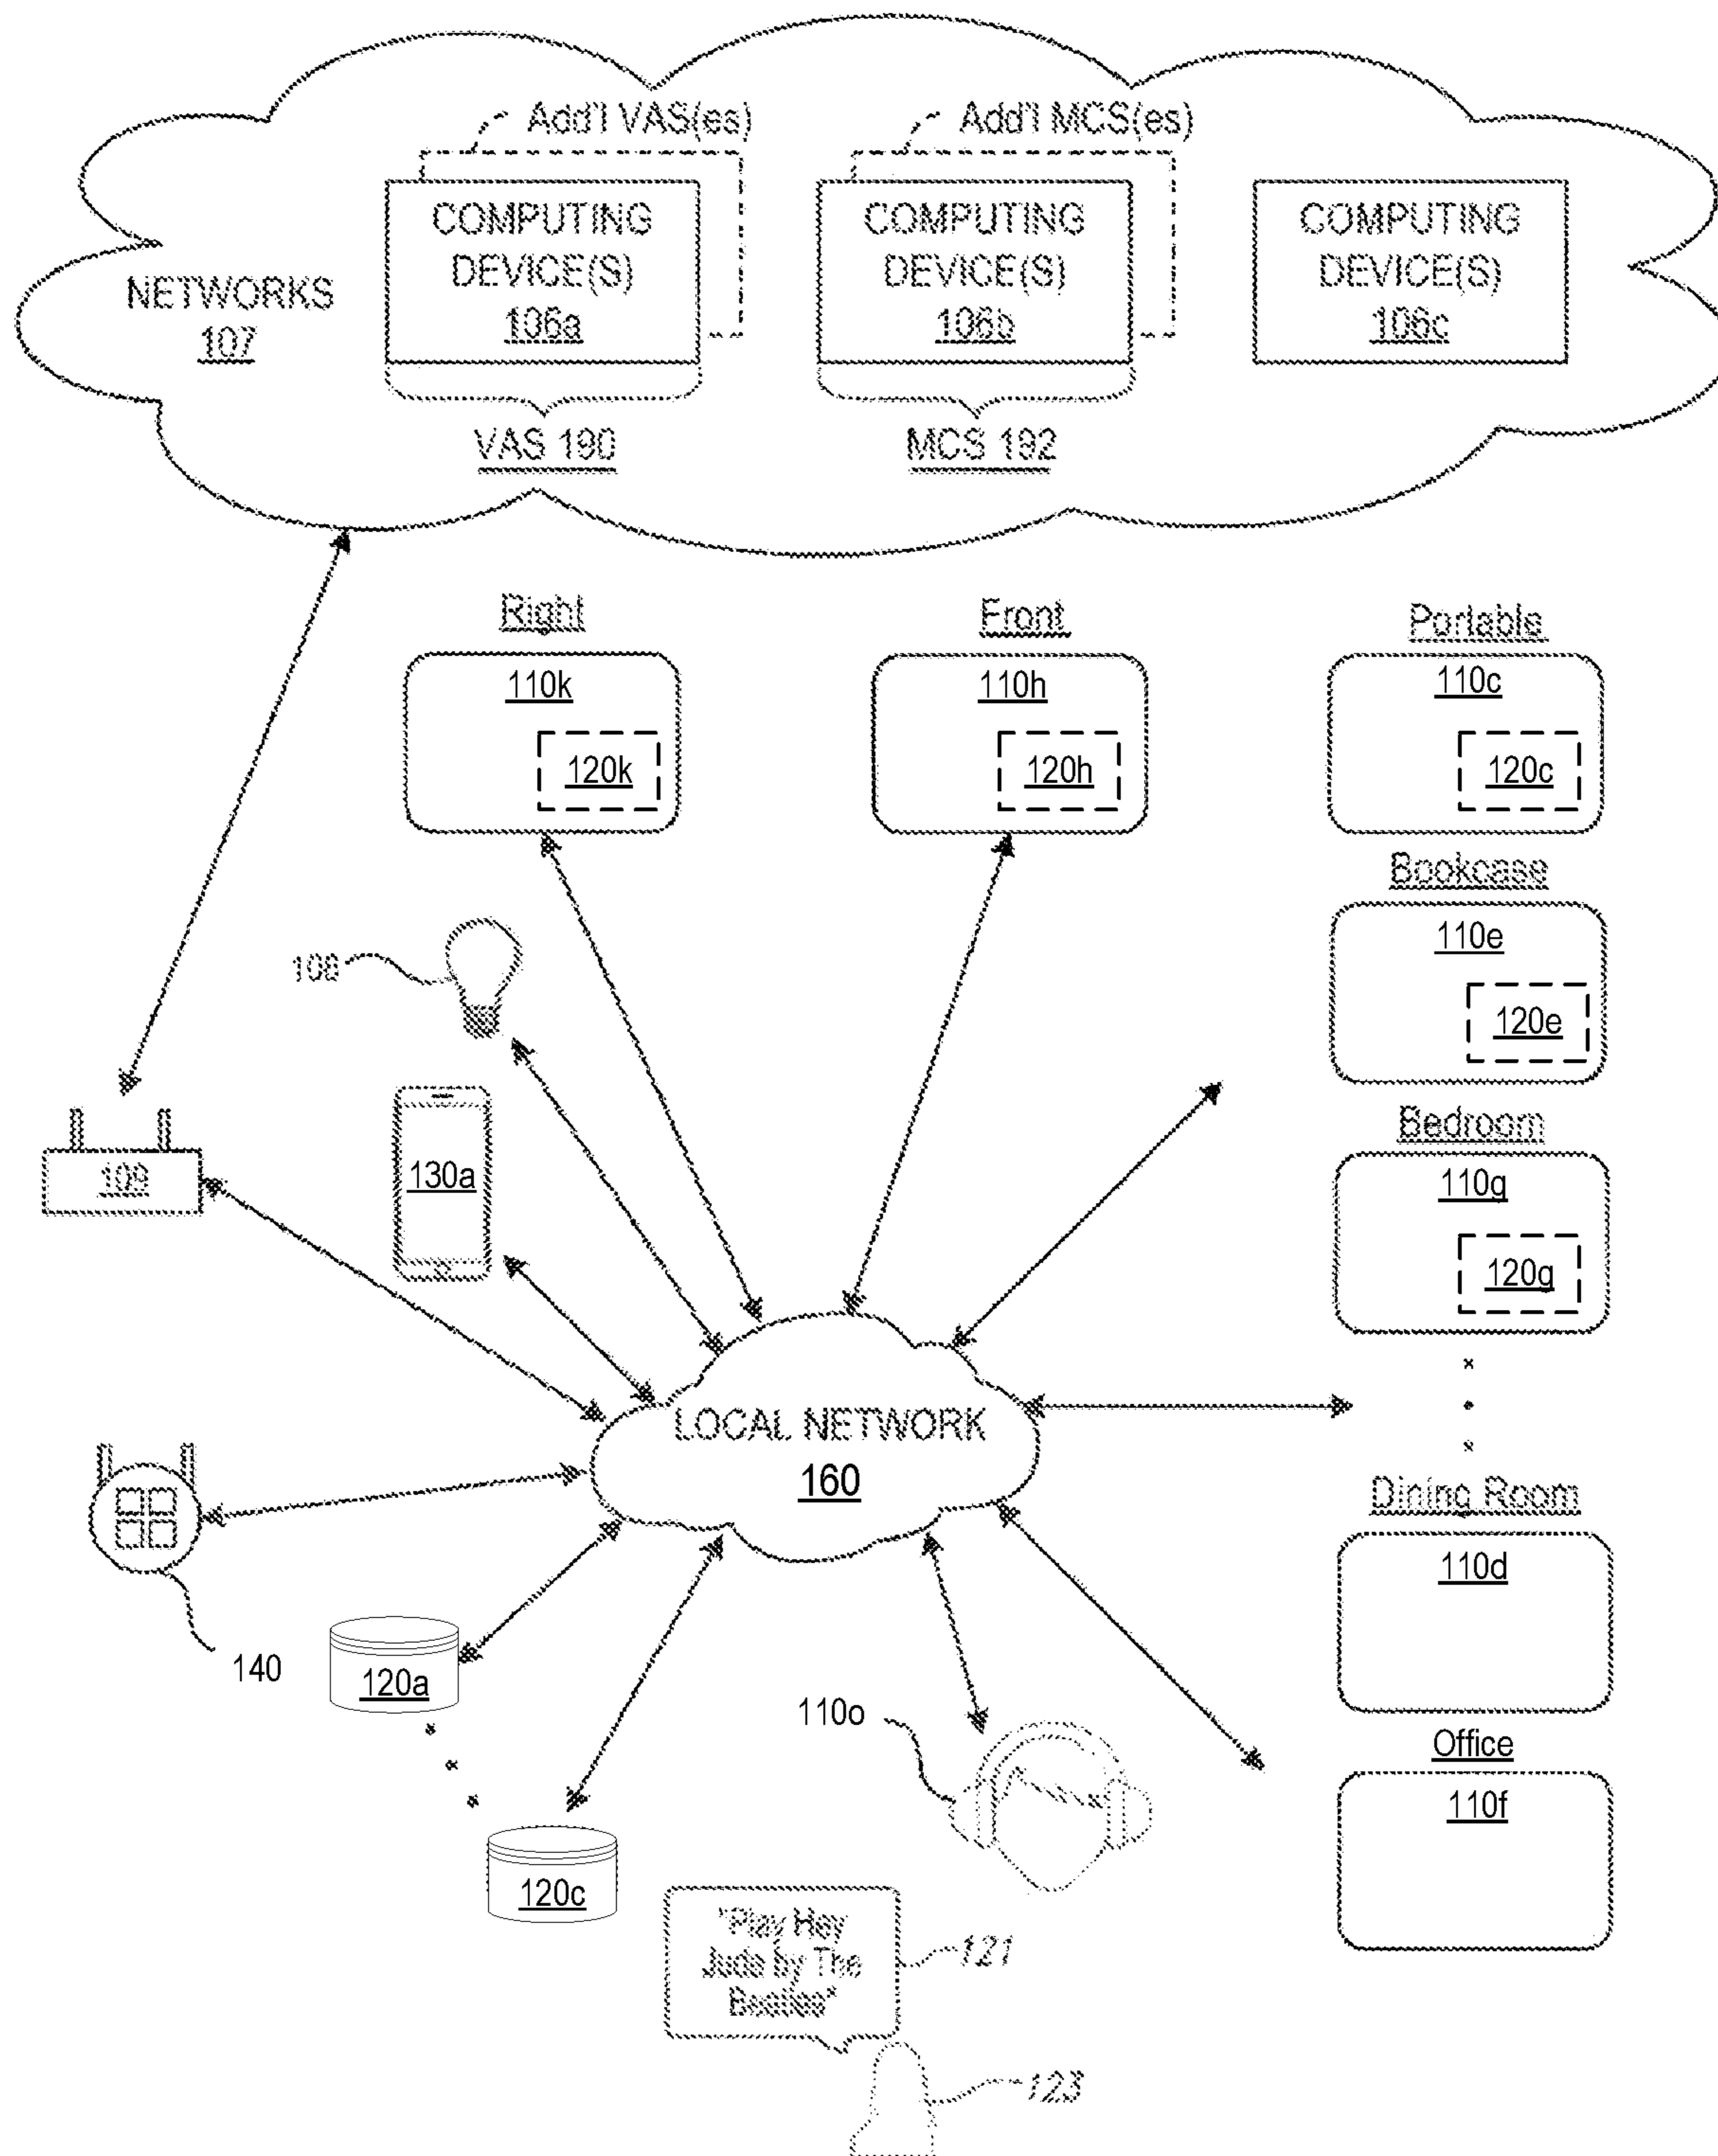 Add'l VAS(es)
Add'l MCS(es)
COMPUTING
DEVICE(S)
106a
COMPUTING
DEVICE(S)
106b
COMPUTING
DEVICE(S)
106c
NETWORKS
107
VAS 190
MCS 192
Right
110k
120k
Front
110h
120h
Portable
110c
120c
Bookcase
110e
120e
108
130a
109
Bedroom
110g
120g
LOCAL NETWORK
160
Dining Room
110d
140
120a
110o
Office
110f
120c
"Play Hey
Jude by The
Beatles"
121
123